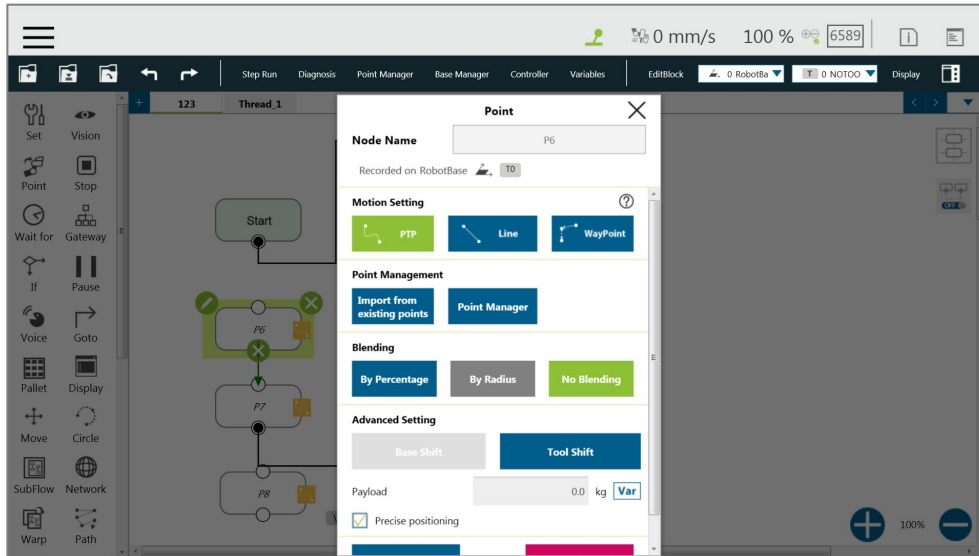 0 mm/s 100 % 6589
Step Run Diagnosis Point Manager Base Manager Controller Variables EditBlock 0 RobotBa T 0 NOTOO Display
+ 123 Thread_1
Set Vision
Point Stop
Wait for Gateway
If Pause
Voice Goto
Pallet Display
Move Circle
SubFlow Network
Warp Path
Start
P6
P7
P8
Point
Node Name P6
Recorded on RobotBase T0
Motion Setting
PTP Line WayPoint
Point Management
Import from
existing points
Point Manager
Blending
By Percentage By Radius No Blending
Advanced Setting
Base Shift Tool Shift
Payload 0.0 kg Var
Precise positioning
OFF
100%